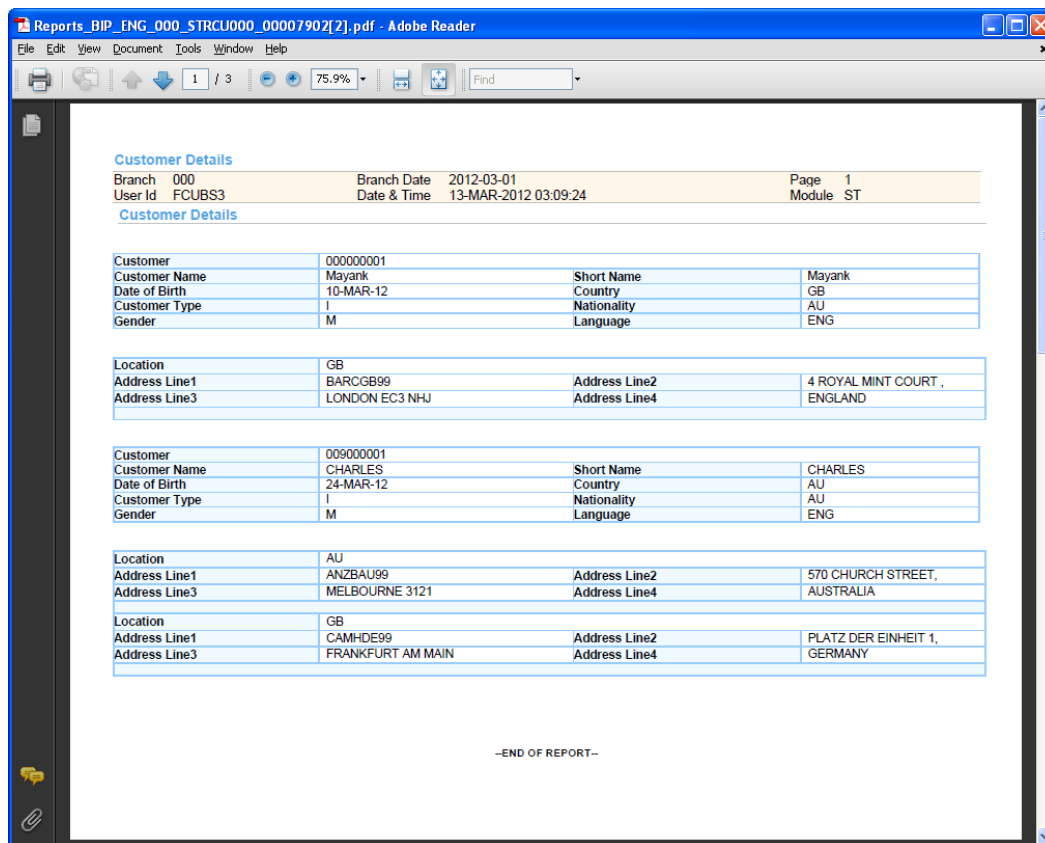 Reports_BIP_ENG_000_STRCU000_00007902[2].pdf - Adobe Reader
File Edit View Document Tools Window Help
1 / 3 75.9% Find
Customer Details
Branch 000 Branch Date 2012-03-01 Page 1
User Id FCUBS3 Date & Time 13-MAR-2012 03:09:24 Module ST
Customer Details
Customer 000000001
Customer Name Mayank Short Name Mayank
Date of Birth 10-MAR-12 Country GB
Customer Type I Nationality AU
Gender M Language ENG
Location GB
Address Line1 BARCGB99 Address Line2 4 ROYAL MINT COURT ,
Address Line3 LONDON EC3 NHJ Address Line4 ENGLAND
Customer 009000001
Customer Name CHARLES Short Name CHARLES
Date of Birth 24-MAR-12 Country AU
Customer Type I Nationality AU
Gender M Language ENG
Location AU
Address Line1 ANZBAU99 Address Line2 570 CHURCH STREET,
Address Line3 MELBOURNE 3121 Address Line4 AUSTRALIA
Location GB
Address Line1 CAMHDE99 Address Line2 PLATZ DER EINHEIT 1,
Address Line3 FRANKFURT AM MAIN Address Line4 GERMANY
--END OF REPORT--